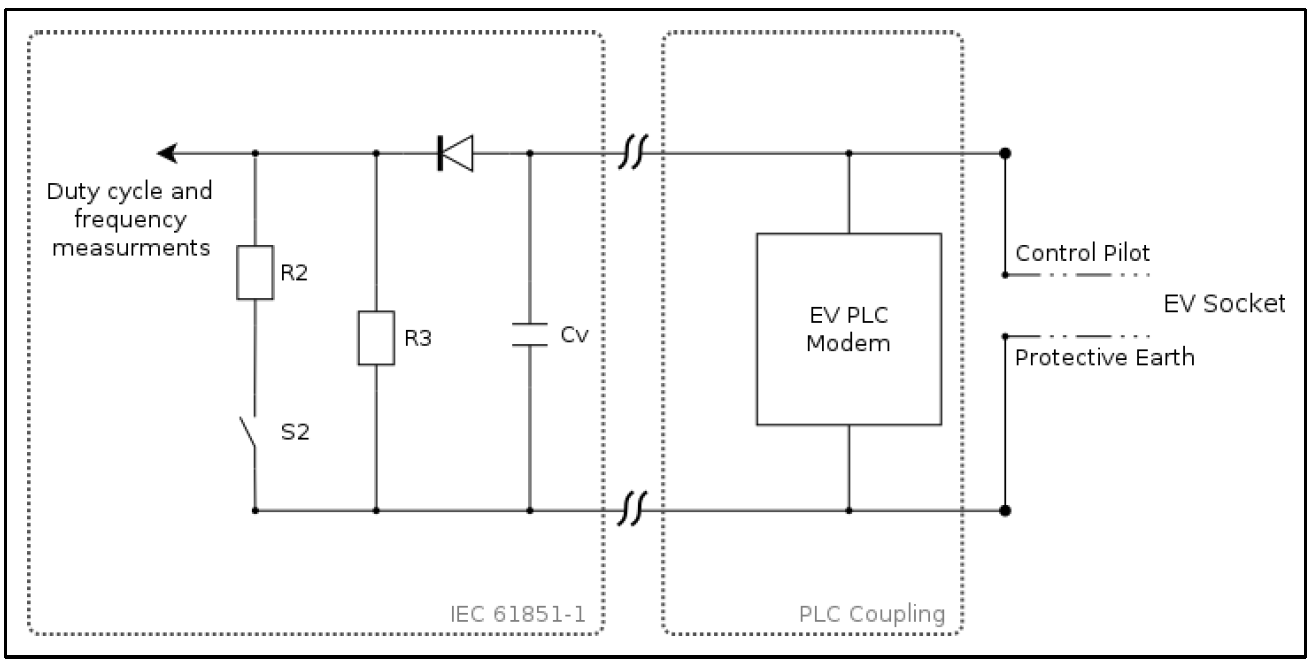 Duty cycle and
frequency
measurments
R2
R3
Cv
S2
EV PLC
Modem
Control Pilot
EV Socket
Protective Earth
IEC 61851-1
PLC Coupling